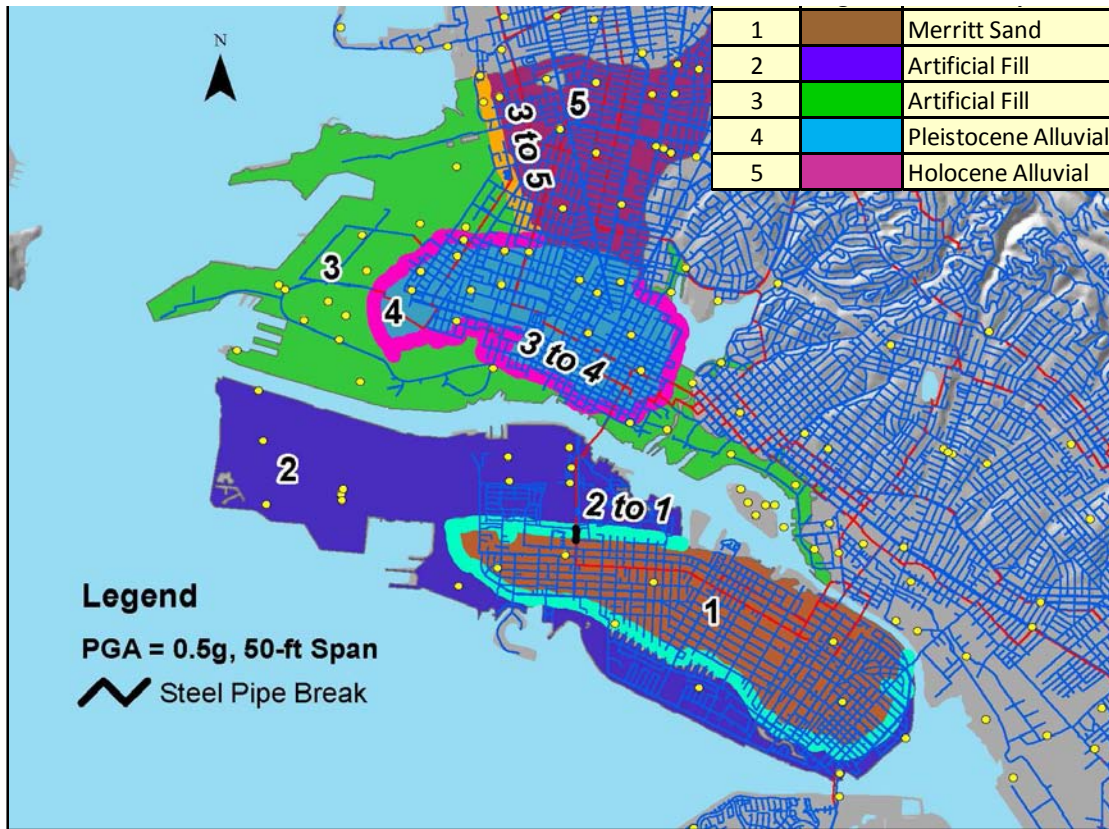 1 Merritt Sand
2 Artificial Fill
3 Artificial Fill
4 Pleistocene Alluvial
5 Holocene Alluvial
N
5
3 to 5
3
4
3 to 4
2
2 to 1
1
Legend
PGA = 0.5g, 50-ft Span
Steel Pipe Break